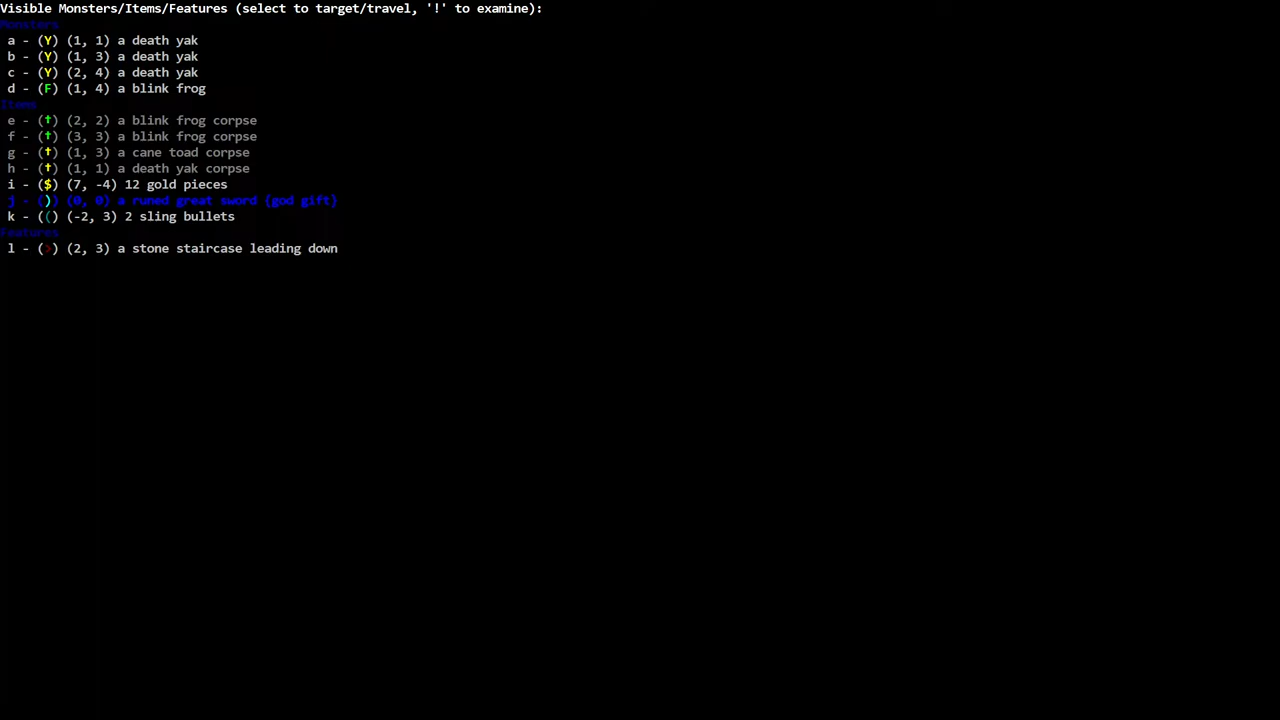 Visible Monsters/Items/Features (select to target/travel, '!' to examine):
Monsters
a - (Y) (1, 1) a death yak
b - (Y) (1, 3) a death yak
c - (Y) (2, 4) a death yak
d - (F) (1, 4) a blink frog
Items
e - (†) (2, 2) a blink frog corpse
f - (†) (3, 3) a blink frog corpse
g - (†) (1, 3) a cane toad corpse
h - (†) (1, 1) a death yak corpse
i - ($) (7, -4) 12 gold pieces
j - ()) (0, 0) a runed great sword {god gift}
k - (() (-2, 3) 2 sling bullets
Features
l - (>) (2, 3) a stone staircase leading down